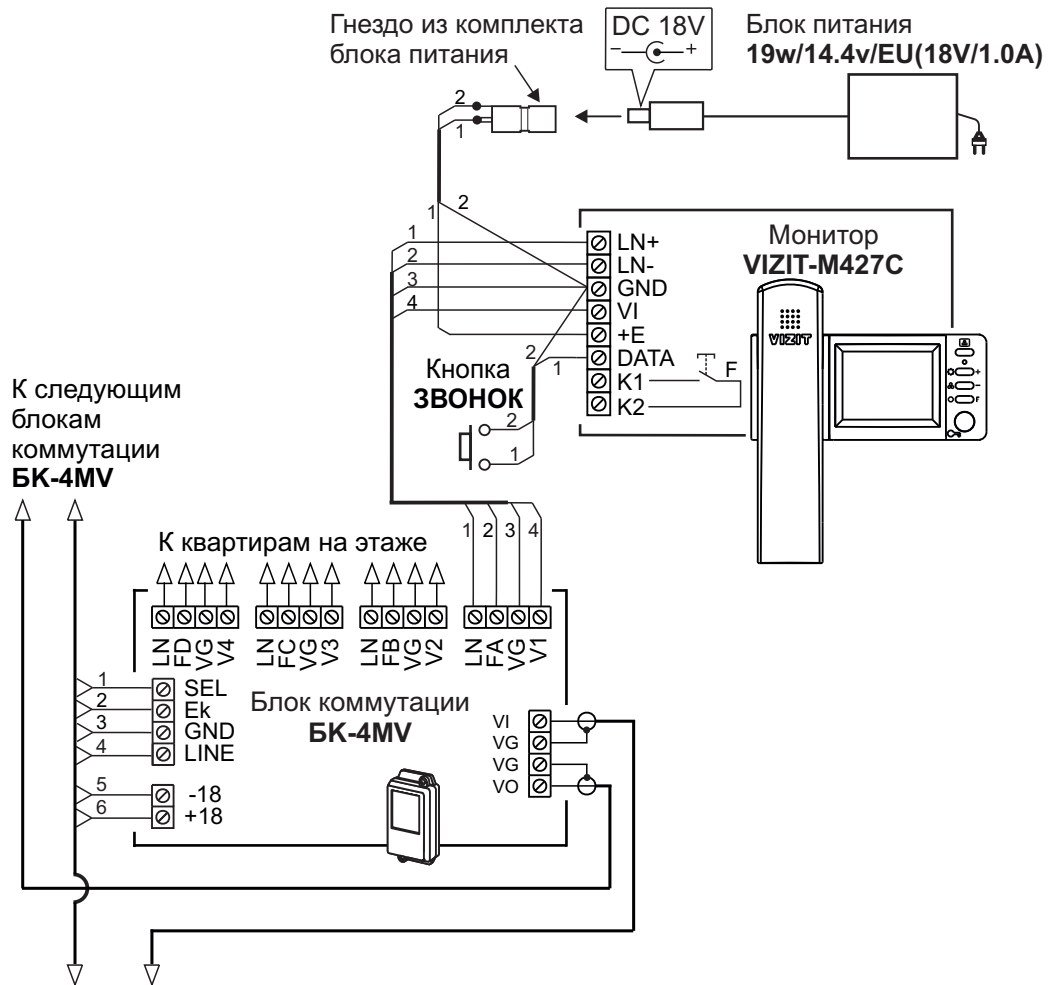 Гнездо из комплекта
блока питания
DC 18V
− +
Блок питания
19w/14.4v/EU(18V/1.0A)
2
1
1
2
1
2
3
4
LN+
LN-
GND
VI
+E
DATA
K1
K2
2
1
F
Монитор
VIZIT-M427C
VIZIT
+
−
F
Кнопка
ЗВОНОК
2
1
К следующим
блокам
коммутации
БК-4MV
К квартирам на этаже
1 2 3 4
LN FD VG V4
LN FC VG V3
LN FB VG V2
LN FA VG V1
1 SEL
2 Ek
3 GND
4 LINE
5 -18
6 +18
Блок коммутации
БК-4MV
VI
VG
VG
VO